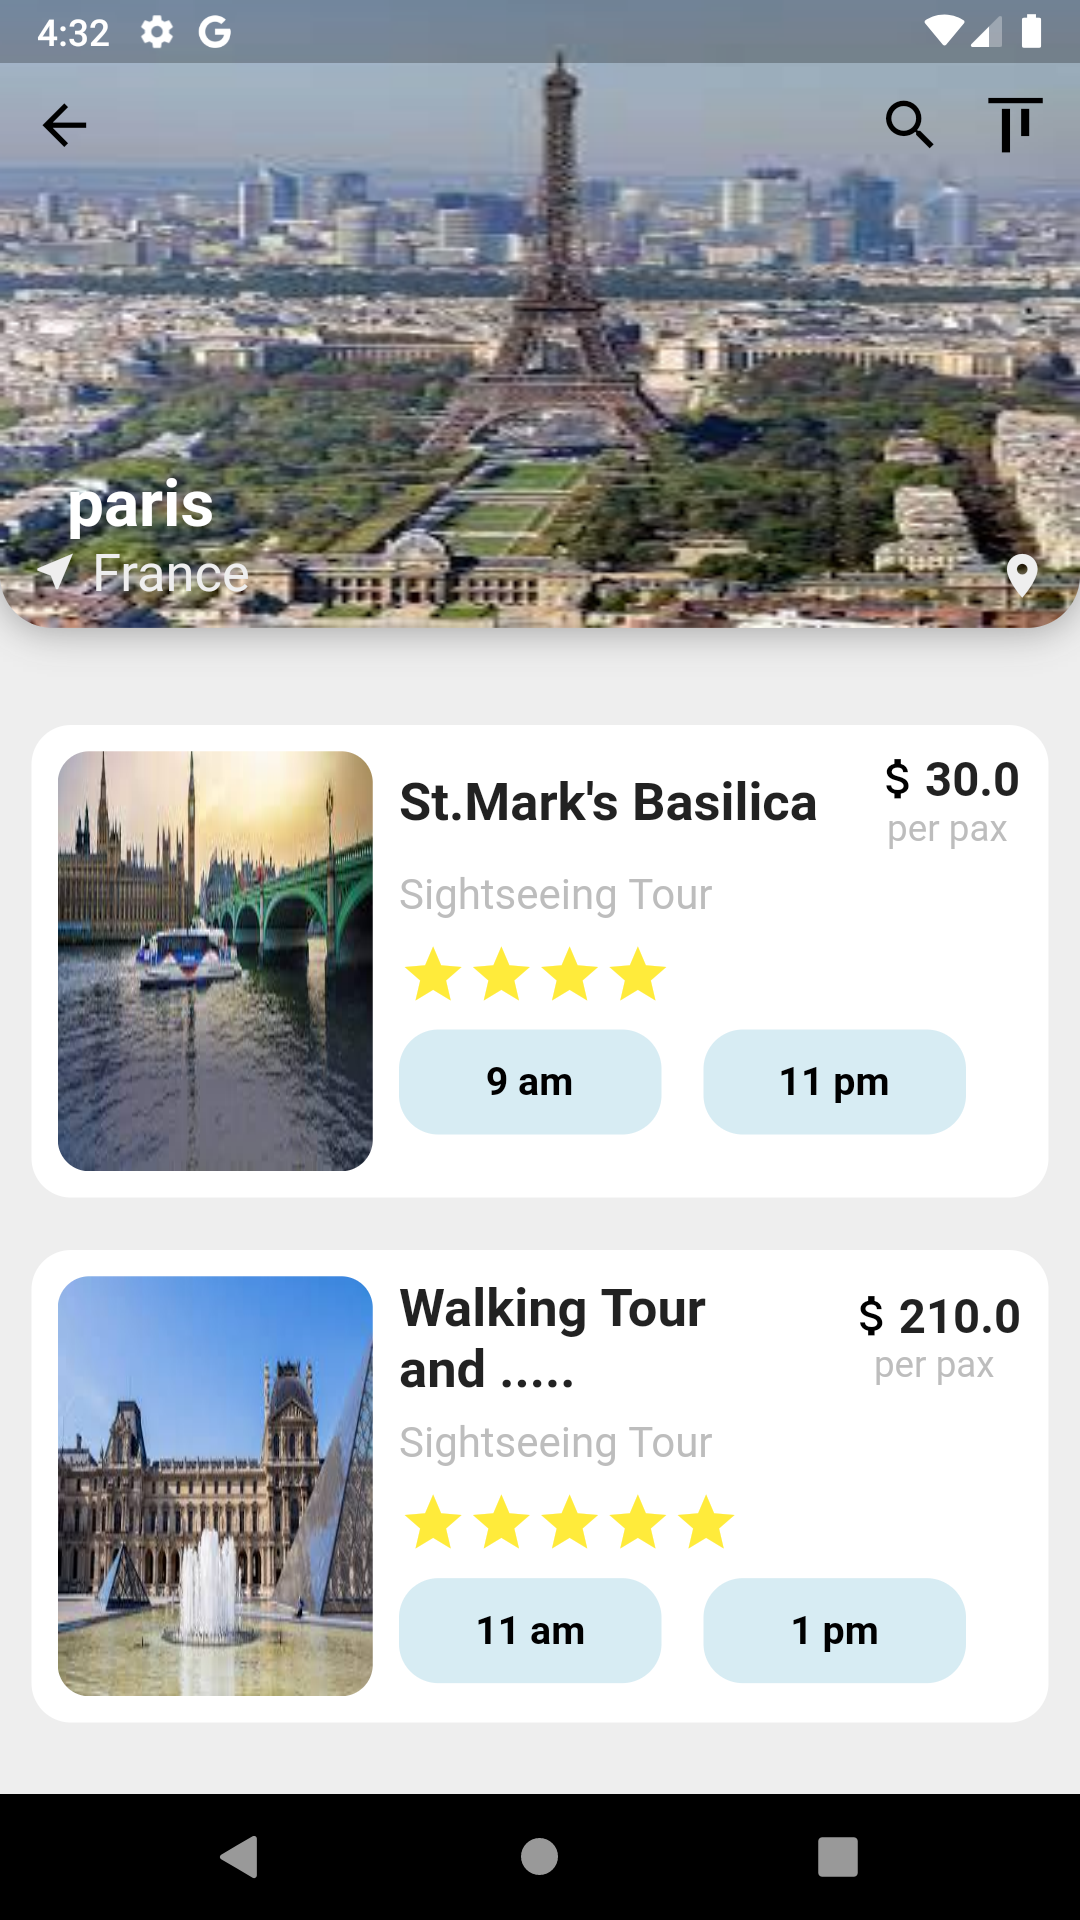 4:32
paris
France
St.Mark's Basilica
$ 30.0
per pax
Sightseeing Tour
9 am
11 pm
Walking Tour
and .....
$ 210.0
per pax
Sightseeing Tour
11 am
1 pm